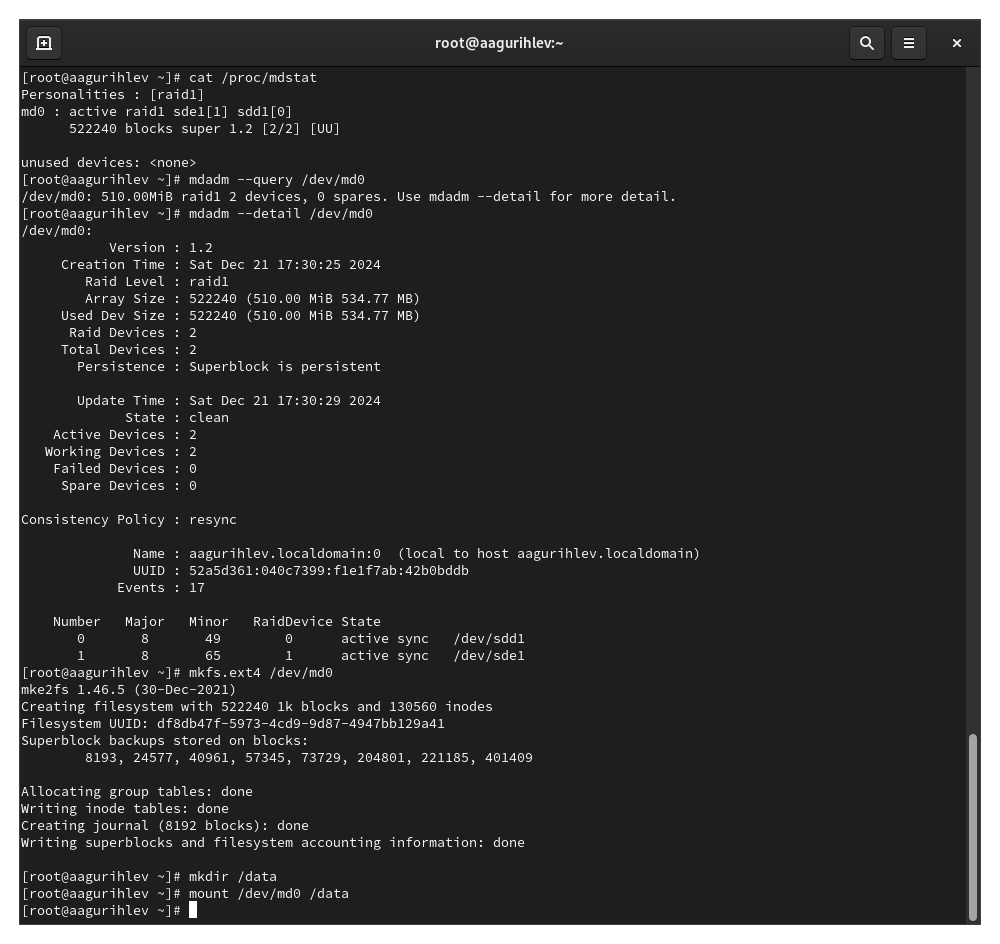 root@aagurihlev:~
[root@aagurihlev ~]# cat /proc/mdstat
Personalities : [raid1]
md0 : active raid1 sde1[1] sdd1[0]
      522240 blocks super 1.2 [2/2] [UU]

unused devices: <none>
[root@aagurihlev ~]# mdadm --query /dev/md0
/dev/md0: 510.00MiB raid1 2 devices, 0 spares. Use mdadm --detail for more detail.
[root@aagurihlev ~]# mdadm --detail /dev/md0
/dev/md0:
           Version : 1.2
     Creation Time : Sat Dec 21 17:30:25 2024
        Raid Level : raid1
        Array Size : 522240 (510.00 MiB 534.77 MB)
     Used Dev Size : 522240 (510.00 MiB 534.77 MB)
      Raid Devices : 2
     Total Devices : 2
       Persistence : Superblock is persistent

       Update Time : Sat Dec 21 17:30:29 2024
             State : clean
    Active Devices : 2
   Working Devices : 2
    Failed Devices : 0
     Spare Devices : 0

Consistency Policy : resync

              Name : aagurihlev.localdomain:0  (local to host aagurihlev.localdomain)
              UUID : 52a5d361:040c7399:f1e1f7ab:42b0bddb
            Events : 17

    Number   Major   Minor   RaidDevice State
       0       8       49        0      active sync   /dev/sdd1
       1       8       65        1      active sync   /dev/sde1
[root@aagurihlev ~]# mkfs.ext4 /dev/md0
mke2fs 1.46.5 (30-Dec-2021)
Creating filesystem with 522240 1k blocks and 130560 inodes
Filesystem UUID: df8db47f-5973-4cd9-9d87-4947bb129a41
Superblock backups stored on blocks:
        8193, 24577, 40961, 57345, 73729, 204801, 221185, 401409

Allocating group tables: done
Writing inode tables: done
Creating journal (8192 blocks): done
Writing superblocks and filesystem accounting information: done

[root@aagurihlev ~]# mkdir /data
[root@aagurihlev ~]# mount /dev/md0 /data
[root@aagurihlev ~]#